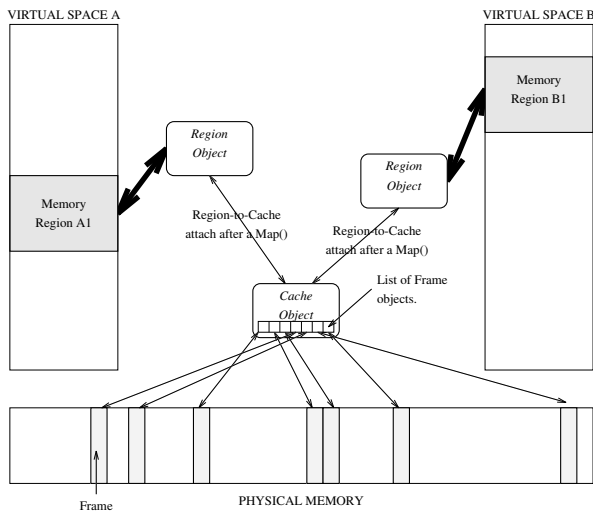 VIRTUAL SPACE A
VIRTUAL SPACE B
Memory
Region B1
Region
Object
Region
Object
Memory
Region A1
Region-to-Cache
attach after a Map()
Region-to-Cache
attach after a Map()
List of Frame
objects.
Cache
Object
Frame
PHYSICAL MEMORY